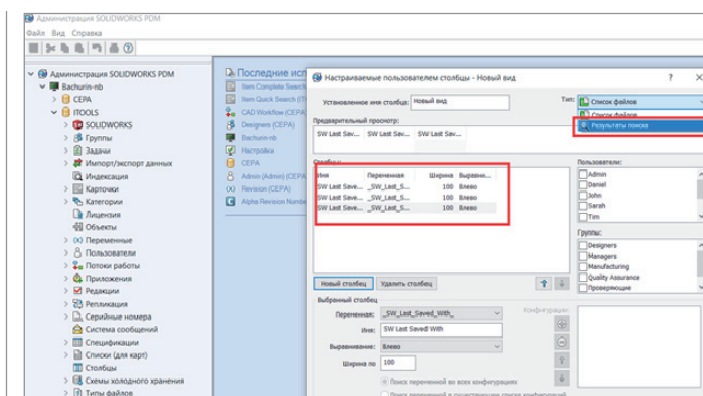 Администрация SOLIDWORKS PDM
Файл Вид Справка
Администрация SOLIDWORKS PDM
Bachurin-nb
CEPA
ITOOLS
SOLIDWORKS
Группы
Задачи
Импорт/экспорт данных
Индексация
Карточки
Категории
Лицензия
Объекты
(x) Переменные
Пользователи
Потоки работы
Приложения
Редакции
Репликация
Серийные номера
Система сообщений
Спецификации
Списки (для карт)
Столбцы
Схемы холодного хранения
Типы файлов
Последние исп
Item Complete Search
Item Quick Search (IT
CAD Workflow (CEPA
Designers (CEPA)
Bachurin-nb
Настройка
CEPA
Admin (Admin) (CEPA
(x) Revision (CEPA)
Alpha Revision Numbe
Настраиваемые пользователем столбцы - Новый вид
Установленное имя столбца: Новый вид
Тип: Список файлов
Список файлов
Результаты поиска
Предварительный просмотр:
SW Last Sav... SW Last Sav... SW Last Sav...
Столбцы:
Имя Переменная Ширина Выравни...
SW Last Save... _SW_Last_S... 100 Влево
SW Last Save... _SW_Last_S... 100 Влево
SW Last Save... _SW_Last_S... 100 Влево
Новый столбец Удалить столбец
Пользователи:
Admin
Daniel
John
Sarah
Tim
Группы:
Designers
Managers
Manufacturing
Quality Assurance
Проверяющие
Выбранный столбец
Переменная: _SW_Last_Saved_With_
Имя: SW Last Saved With
Выравнивание: Влево
Ширина по 100
Конфигурации:
Поиск переменной во всех конфигурациях
Поиск переменной в существующем списке конфигураций